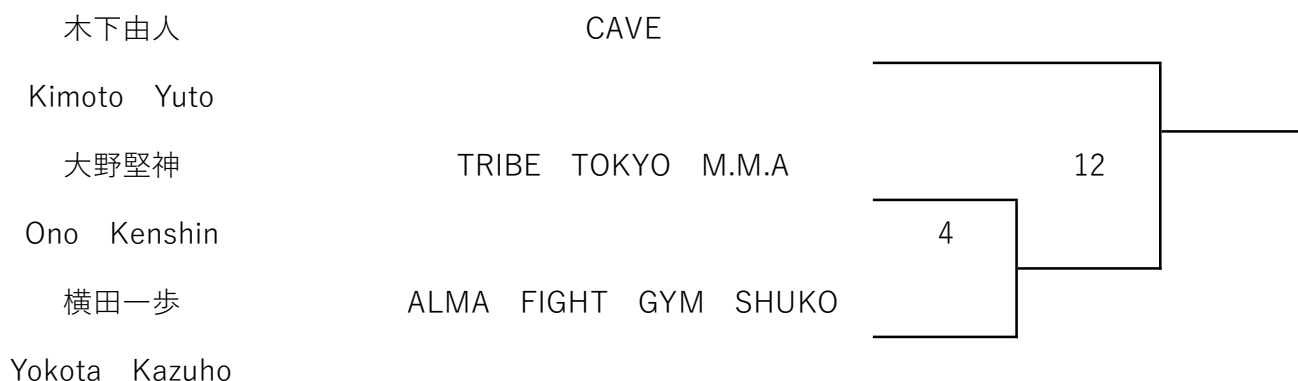 木下由人 CAVE
Kimoto Yuto
大野堅神 TRIBE TOKYO M.M.A 12
Ono Kenshin 4
横田一歩 ALMA FIGHT GYM SHUKO
Yokota Kazuho